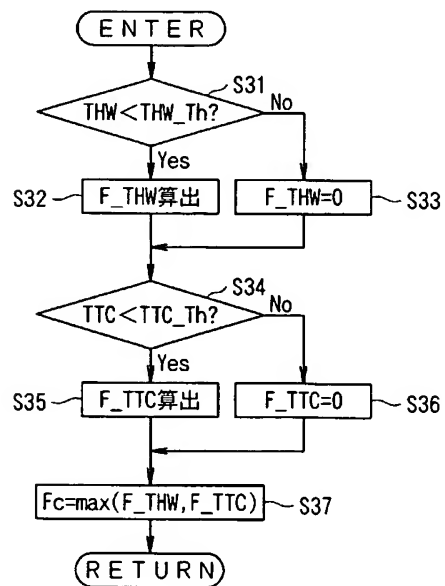 ENTER
S31
THW<THW_Th?
No
Yes
S32
F_THW算出
F_THW=0
S33
S34
TTC<TTC_Th?
No
Yes
S35
F_TTC算出
F_TTC=0
S36
Fc=max(F_THW,F_TTC)
S37
RETURN